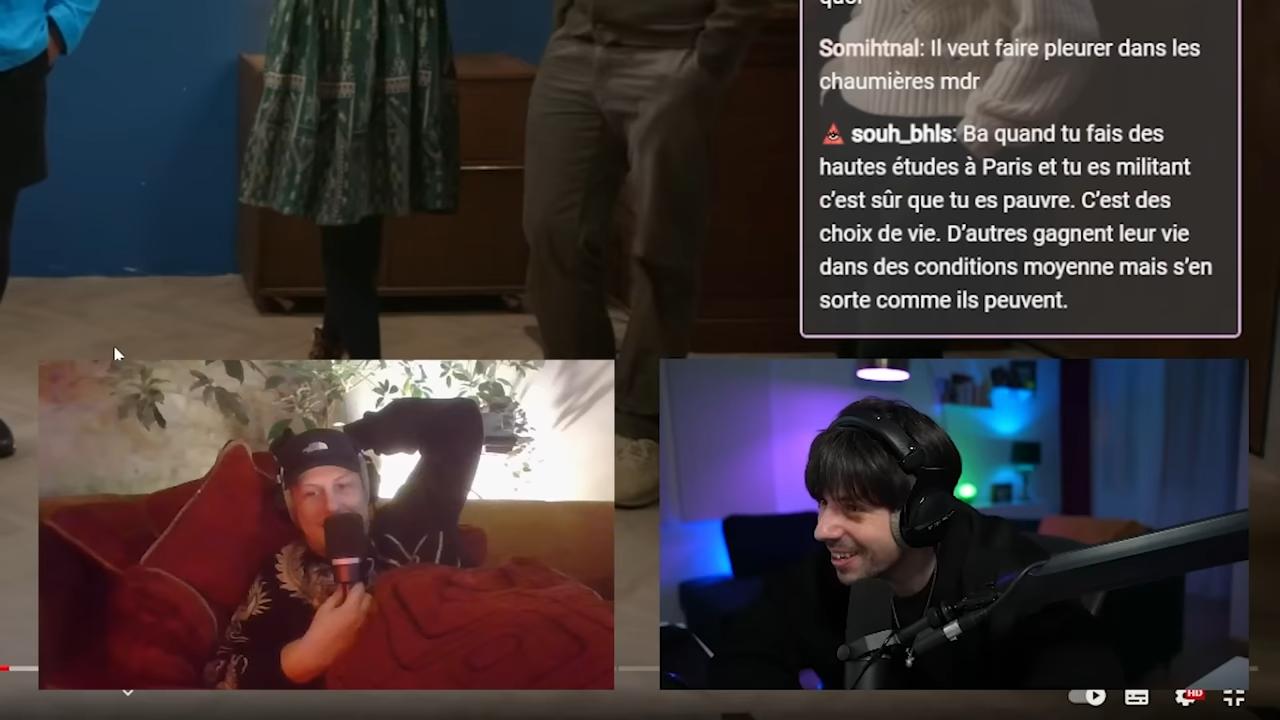 quoi
Somihtnal: Il veut faire pleurer dans les
chaumières mdr
souh_bhls: Ba quand tu fais des
hautes études à Paris et tu es militant
c’est sûr que tu es pauvre. C’est des
choix de vie. D’autres gagnent leur vie
dans des conditions moyenne mais s’en
sorte comme ils peuvent.
HD